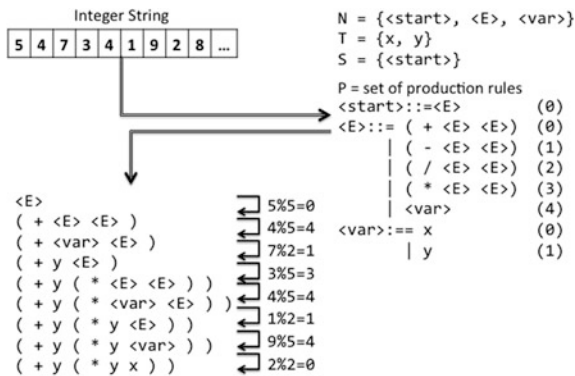 Integer String
5 4 7 3 4 1 9 2 8 ...
N = {<start>, <E>, <var>}
T = {x, y}
S = {<start>}
P = set of production rules
<start>::=<E> (0)
<E>::= ( + <E> <E>) (0)
| ( - <E> <E>) (1)
| ( / <E> <E>) (2)
| ( * <E> <E>) (3)
| <var> (4)
<var>:== x (0)
| y (1)
<E>
5%5=0
( + <E> <E> )
4%5=4
( + <var> <E> )
7%2=1
( + y <E> )
3%5=3
( + y ( * <E> <E> ) )
4%5=4
( + y ( * <var> <E> ) )
1%2=1
( + y ( * y <E> ) )
9%5=4
( + y ( * y <var> ) )
2%2=0
( + y ( * y x ) )